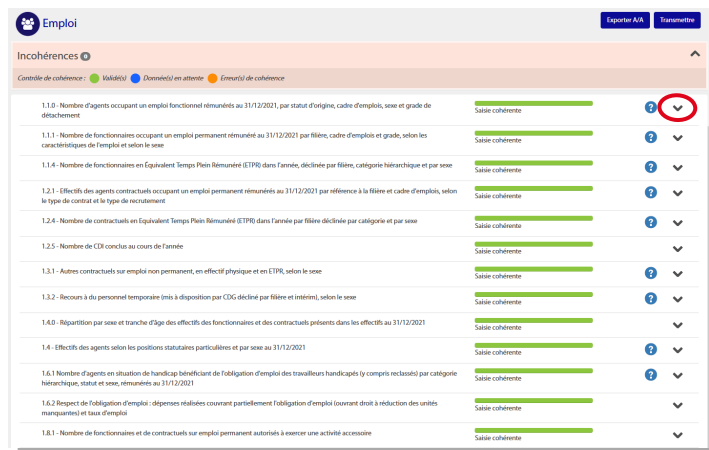 Emploi
Exporter A/A
Transmettre
Incohérences 0
Contrôle de cohérence : Validé(s) Donnée(s) en attente Erreur(s) de cohérence
1.1.0 - Nombre d'agents occupant un emploi fonctionnel rémunérés au 31/12/2021, par statut d'origine, cadre d'emplois, sexe et grade de
détachement
Saisie cohérente
?
1.1.1 - Nombre de fonctionnaires occupant un emploi permanent rémunéré au 31/12/2021 par filière, cadre d'emplois et grade, selon les
caractéristiques de l'emploi et selon le sexe
Saisie cohérente
?
1.1.4 - Nombre de fonctionnaires en Équivalent Temps Plein Rémunéré (ETPR) dans l'année, déclinée par filière, catégorie hiérarchique et par sexe
Saisie cohérente
?
1.2.1 - Effectifs des agents contractuels occupant un emploi permanent rémunérés au 31/12/2021 par référence à la filière et cadre d'emplois, selon
le type de contrat et le type de recrutement
Saisie cohérente
?
1.2.4 - Nombre de contractuels en Equivalent Temps Plein Rémunéré (ETPR) dans l'année par filière déclinée par catégorie et par sexe
Saisie cohérente
?
1.2.5 - Nombre de CDI conclus au cours de l'année
Saisie cohérente
1.3.1 - Autres contractuels sur emploi non permanent, en effectif physique et en ETPR, selon le sexe
Saisie cohérente
?
1.3.2 - Recours à du personnel temporaire (mis à disposition par CDG décliné par filière et intérim), selon le sexe
Saisie cohérente
?
1.4.0 - Répartition par sexe et tranche d'âge des effectifs des fonctionnaires et des contractuels présents dans les effectifs au 31/12/2021
Saisie cohérente
1.4 - Effectifs des agents selon les positions statutaires particulières et par sexe au 31/12/2021
Saisie cohérente
?
1.6.1 Nombre d'agents en situation de handicap bénéficiant de l'obligation d'emploi des travailleurs handicapés (y compris reclassés) par catégorie
hiérarchique, statut et sexe, rémunérés au 31/12/2021
Saisie cohérente
?
1.6.2 Respect de l'obligation d'emploi : dépenses réalisées couvrant partiellement l'obligation d'emploi (ouvrant droit à réduction des unités
manquantes) et taux d'emploi
Saisie cohérente
1.8.1 - Nombre de fonctionnaires et de contractuels sur emploi permanent autorisés à exercer une activité accessoire
Saisie cohérente